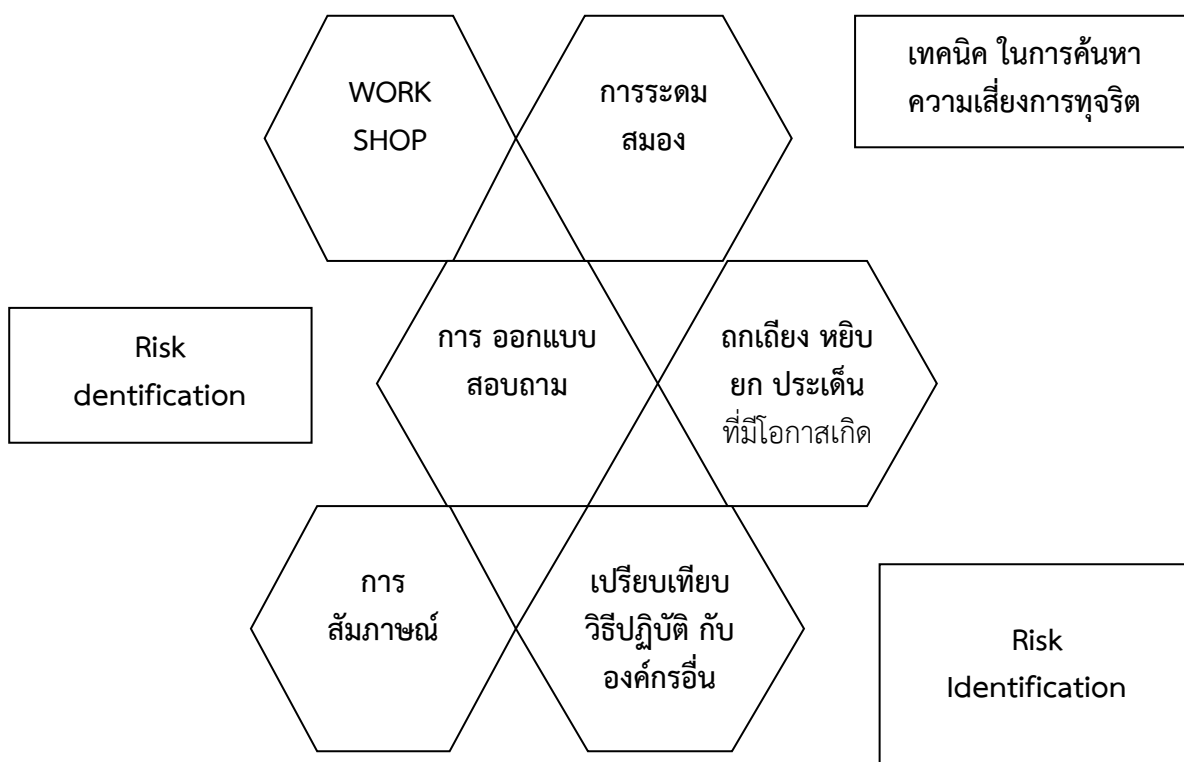 WORK
SHOP
การระดม
สมอง
เทคนิค ในการค้นหา
ความเสี่ยงการทุจริต
Risk
dentification
การ ออกแบบ
สอบถาม
ถกเถียง หยิบ
ยก ประเด็น
ที่มีโอกาสเกิด
การ
สัมภาษณ์
เปรียบเทียบ
วิธีปฏิบัติ กับ
องค์กรอื่น
Risk
Identification